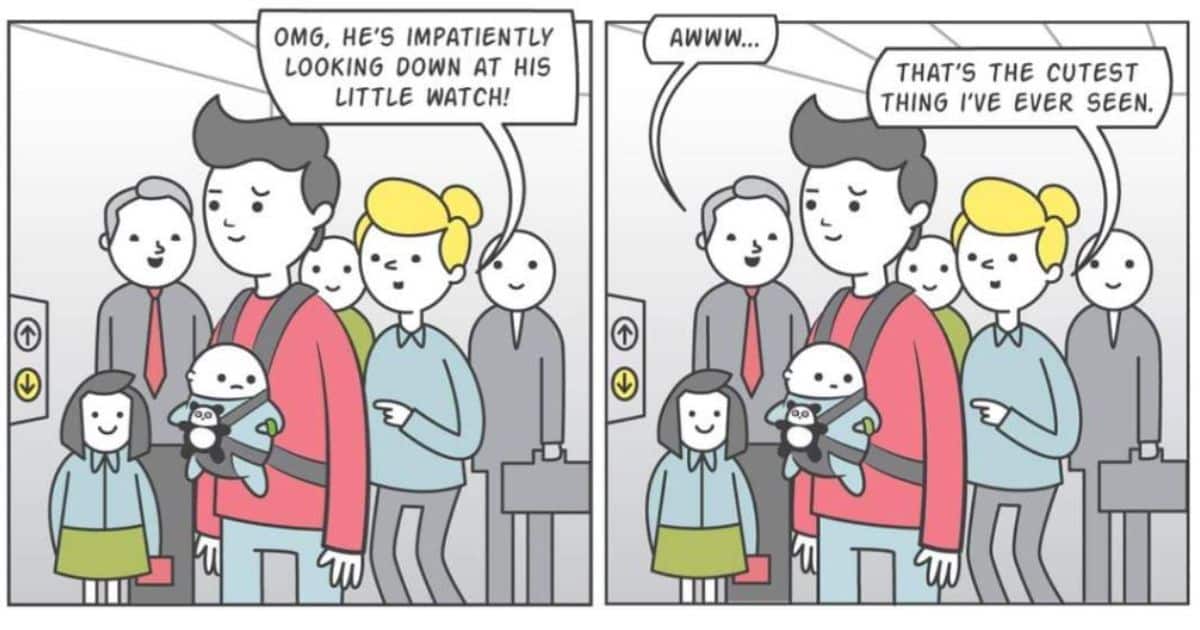 OMG, HE'S IMPATIENTLY
LOOKING DOWN AT HIS
LITTLE WATCH!
AWWW...
THAT'S THE CUTEST
THING I'VE EVER SEEN.